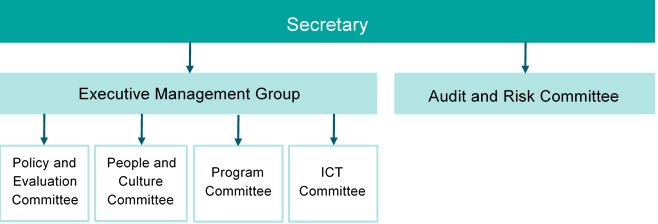 Secretary
Executive Management Group
Audit and Risk Committee
Policy and
Evaluation
Committee
People and
Culture
Committee
Program
Committee
ICT
Committee